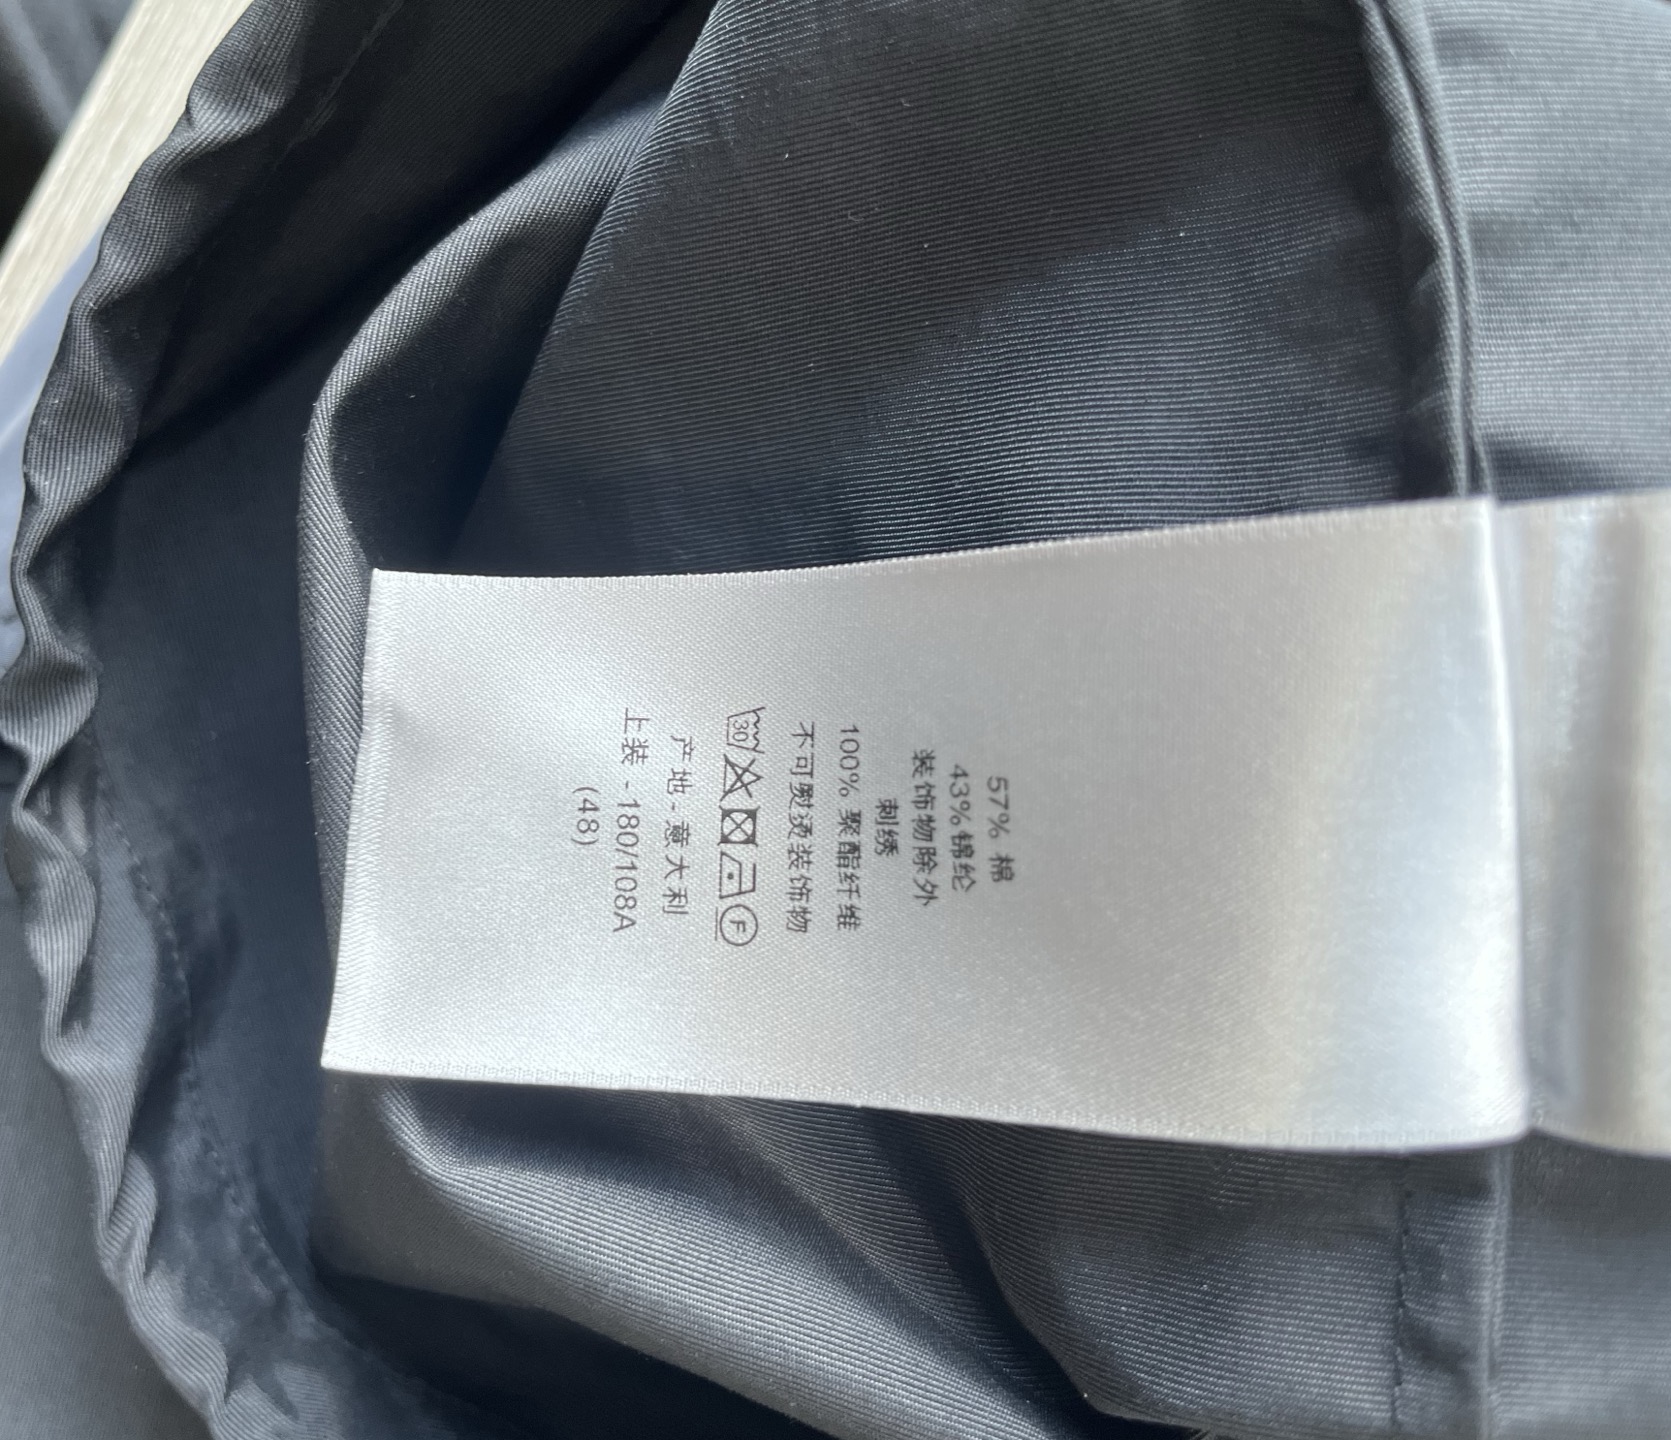 57% 棉
43% 锦纶
装饰物除外
刺绣
100% 聚酯纤维
不可熨烫装饰物
30 F
产地-意大利
上装 -180/108A
(48)